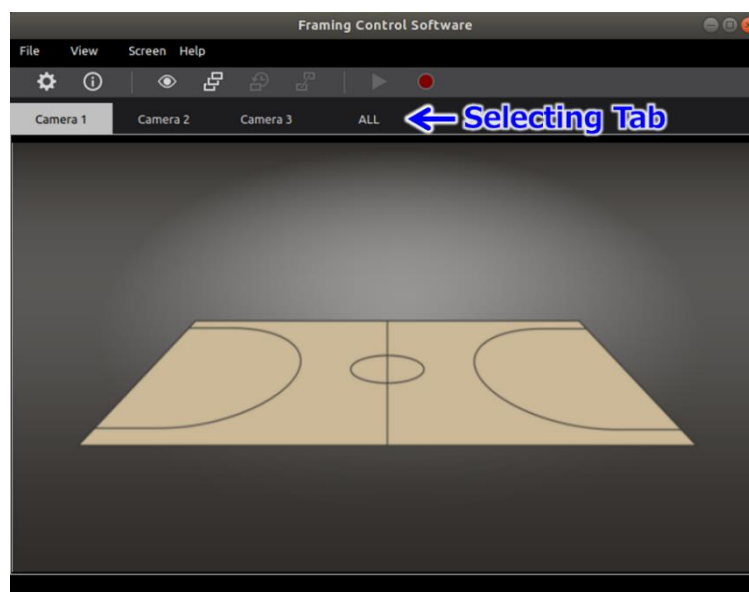 Framing Control Software
File View Screen Help
Camera 1 Camera 2 Camera 3 ALL Selecting Tab